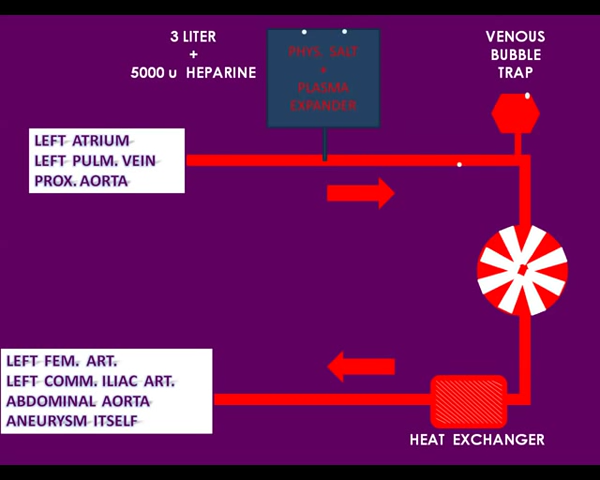 3 LITER
+
5000 u HEPARINE
PHYS. SALT
+
PLASMA
EXPANDER
VENOUS
BUBBLE
TRAP
LEFT ATRIUM
LEFT PULM. VEIN
PROX. AORTA
LEFT FEM. ART.
LEFT COMM. ILIAC ART.
ABDOMINAL AORTA
ANEURYSM ITSELF
HEAT EXCHANGER